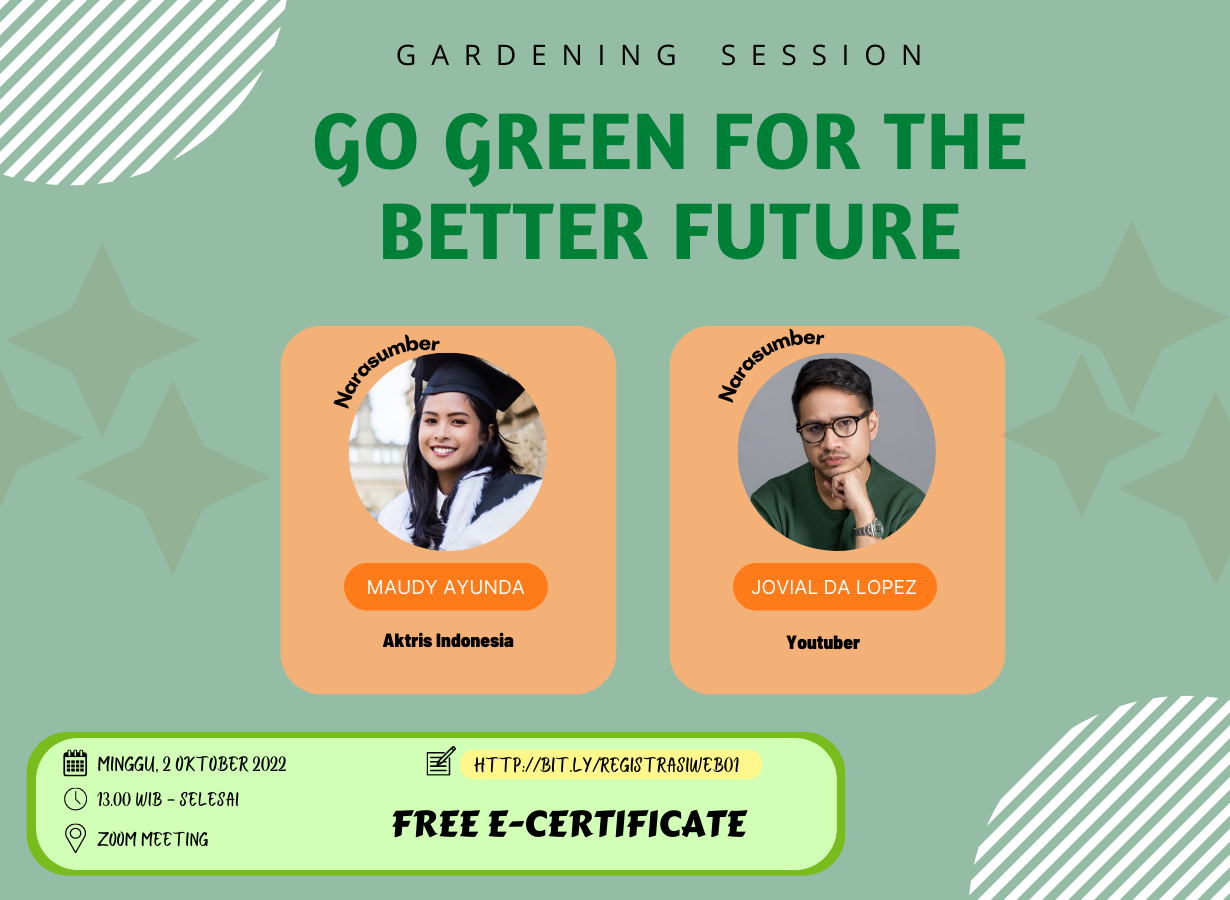 GARDENING SESSION
GO GREEN FOR THE
BETTER FUTURE
Narasumber
MAUDY AYUNDA
Aktris Indonesia
Narasumber
JOVIAL DA LOPEZ
Youtuber
MINGGU, 2 OKTOBER 2022
13.00 WIB - SELESAI
ZOOM MEETING
HTTP://BIT.LY/REGISTRASIWEB01
FREE E-CERTIFICATE